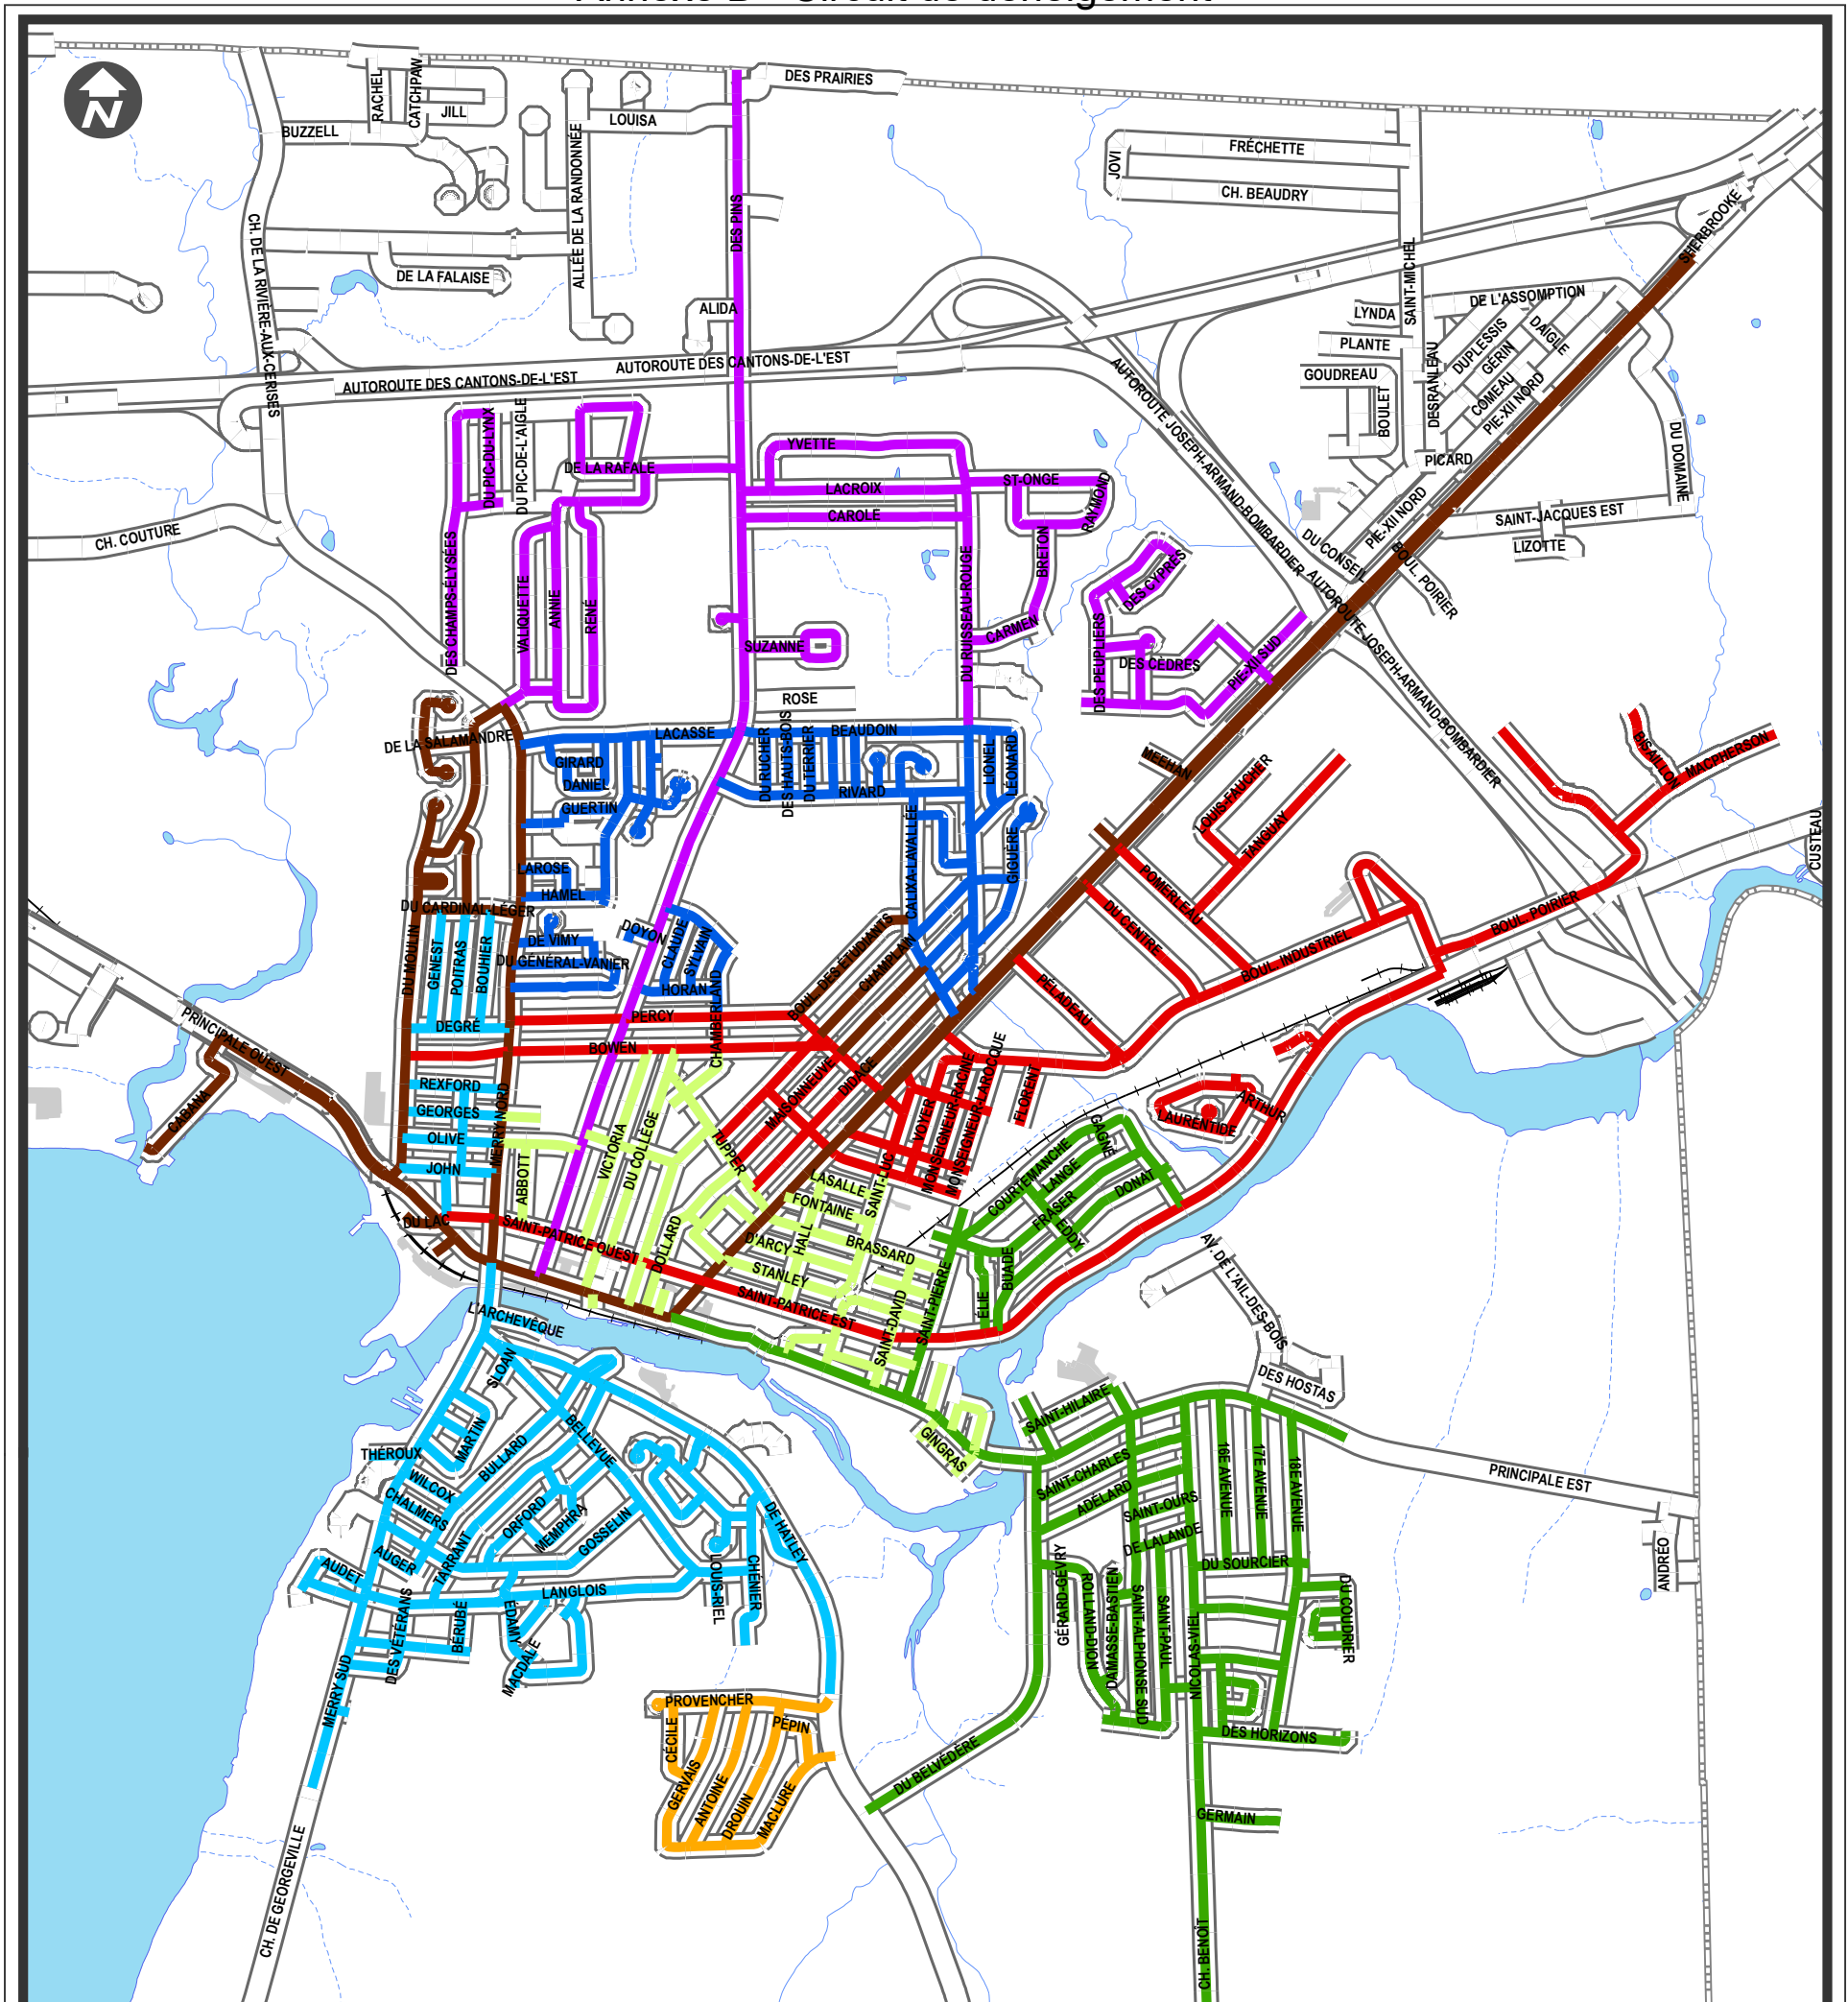 N
DES PRAIRIES
RACHEL
CATCHPAW
JILL
BUZZELL
LOUISA
ALLÉE DE LA RANDONNÉE
DES PINS
JOVI
FRÉCHETTE
CH. BEAUDRY
SHERBROOKE
CH. DE LA RIVIÈRE-AUX-CERISES
DE LA FALAISE
ALIDA
SAINT-MICHEL
LYNDA
DE L'ASSOMPTION
PLANTE
DUPLESSIS
DAIGLE
GÉRIN
GOUDREAU
BOULET
DESRANLEAU
COMEAU
PIE-XII NORD
PICARD
DU DOMAINE
AUTOROUTE DES CANTONS-DE-L'EST
AUTOROUTE DES CANTONS-DE-L'EST
AUTOROUTE JOSEPH-ARMAND-BOMBARDIER
DU PIC-DU-LYNX
DU PIC-DE-L'AIGLE
DE LA RAFALE
YVETTE
LACROIX
CAROLE
ST-ONGE
RAYMOND
BRETON
PIE-XII NORD
SAINT-JACQUES EST
LIZOTTE
DU CONSEIL
BOUL. POIRIER
CH. COUTURE
DES CHAMPS-ÉLYSÉES
VALIQUETTE
ANNIE
RENÉ
SUZANNE
DU RUISSEAU-ROUGE
CARMEN
DES CYPRÈS
DES PEUPLIERS
DES CÈDRES
PIE-XII SUD
AUTOROUTE JOSEPH-ARMAND-BOMBARDIER
ROSE
DE LA SALAMANDRE
LACASSE
GIRARD
DANIEL
GUERTIN
DU RUCHER
DES HAUTS-BOIS
DU TERRIER
BEAUDOIN
RIVARD
LIONEL
LÉONARD
MEEHAN
LOUIS-FAUCHER
TANGUAY
BISAILLON
MACPHERSON
CUSTEAU
LAROSE
HAMEL
CALIXA-LAVALLÉE
GIGUÈRE
POMERLEAU
DU CENTRE
DU CARDINAL-LÉGER
DU MOULIN
GENEST
POITRAS
BOUHIER
DE VIMY
DU GÉNÉRAL-VANIER
DOYON
CLAUDE
SYLVAIN
HORAN
CHAMBERLAND
BOUL. DES ÉTUDIANTS
CHAMPLAIN
PÉLADEAU
BOUL. INDUSTRIEL
BOUL. POIRIER
DEGRÉ
PERCY
BOWEN
PRINCIPALE OUEST
CABANA
REXFORD
GEORGES
OLIVE
JOHN
MERRY NORD
ABBOTT
VICTORIA
DU COLLÈGE
TUPPER
MAISONNEUVE
DIDACE
VOYER
MONSEIGNEUR-RACINE
MONSEIGNEUR-LAROCQUE
FLORENT
LAURENTIDE
ARTHUR
GAGNÉ
COURTEMANCHE
LANGE
FRASER
EDDY
DONAT
BUADE
ÉLIE
DU LAC
SAINT-PATRICE OUEST
DOLLARD
LASALLE
FONTAINE
SAINT-LUC
HALL
D'ARCY
BRASSARD
STANLEY
SAINT-PATRICE EST
SAINT-DAVID
SAINT-PIERRE
L'ARCHEVÊQUE
GINGRAS
AV. DE L'AIL-DES-BOIS
DES HOSTAS
SLOAN
MARTIN
THÉROUX
WILCOX
CHALMERS
BULLARD
BELLEVUE
AUGER
TARRANT
ORFORD
MEMPHRA
GOSSELIN
AUDET
LANGLOIS
DES VÉTÉRANS
BÉRUBÉ
ÉDAMY
MACDALE
LOUIS-RIEL
CHÉNIER
DE HATLEY
MERRY SUD
CH. DE GEORGEVILLE
PROVENCHER
CÉCILE
GERVAIS
ANTOINE
DROUIN
PÉPIN
MACLURE
SAINT-HILAIRE
SAINT-CHARLES
ADÉLARD
SAINT-OURS
DE LALANDE
16E AVENUE
17E AVENUE
18E AVENUE
DU SOURCIER
DU COUDRIER
GÉRARD-GÉVRY
ROLLAND-DION
DAMASSE-BASTIEN
SAINT-ALPHONSE SUD
SAINT-PAUL
NICOLAS-VIEL
DES HORIZONS
DU BELVÉDÈRE
GERMAIN
CH. BENOÎT
PRINCIPALE EST
ANDRÉO